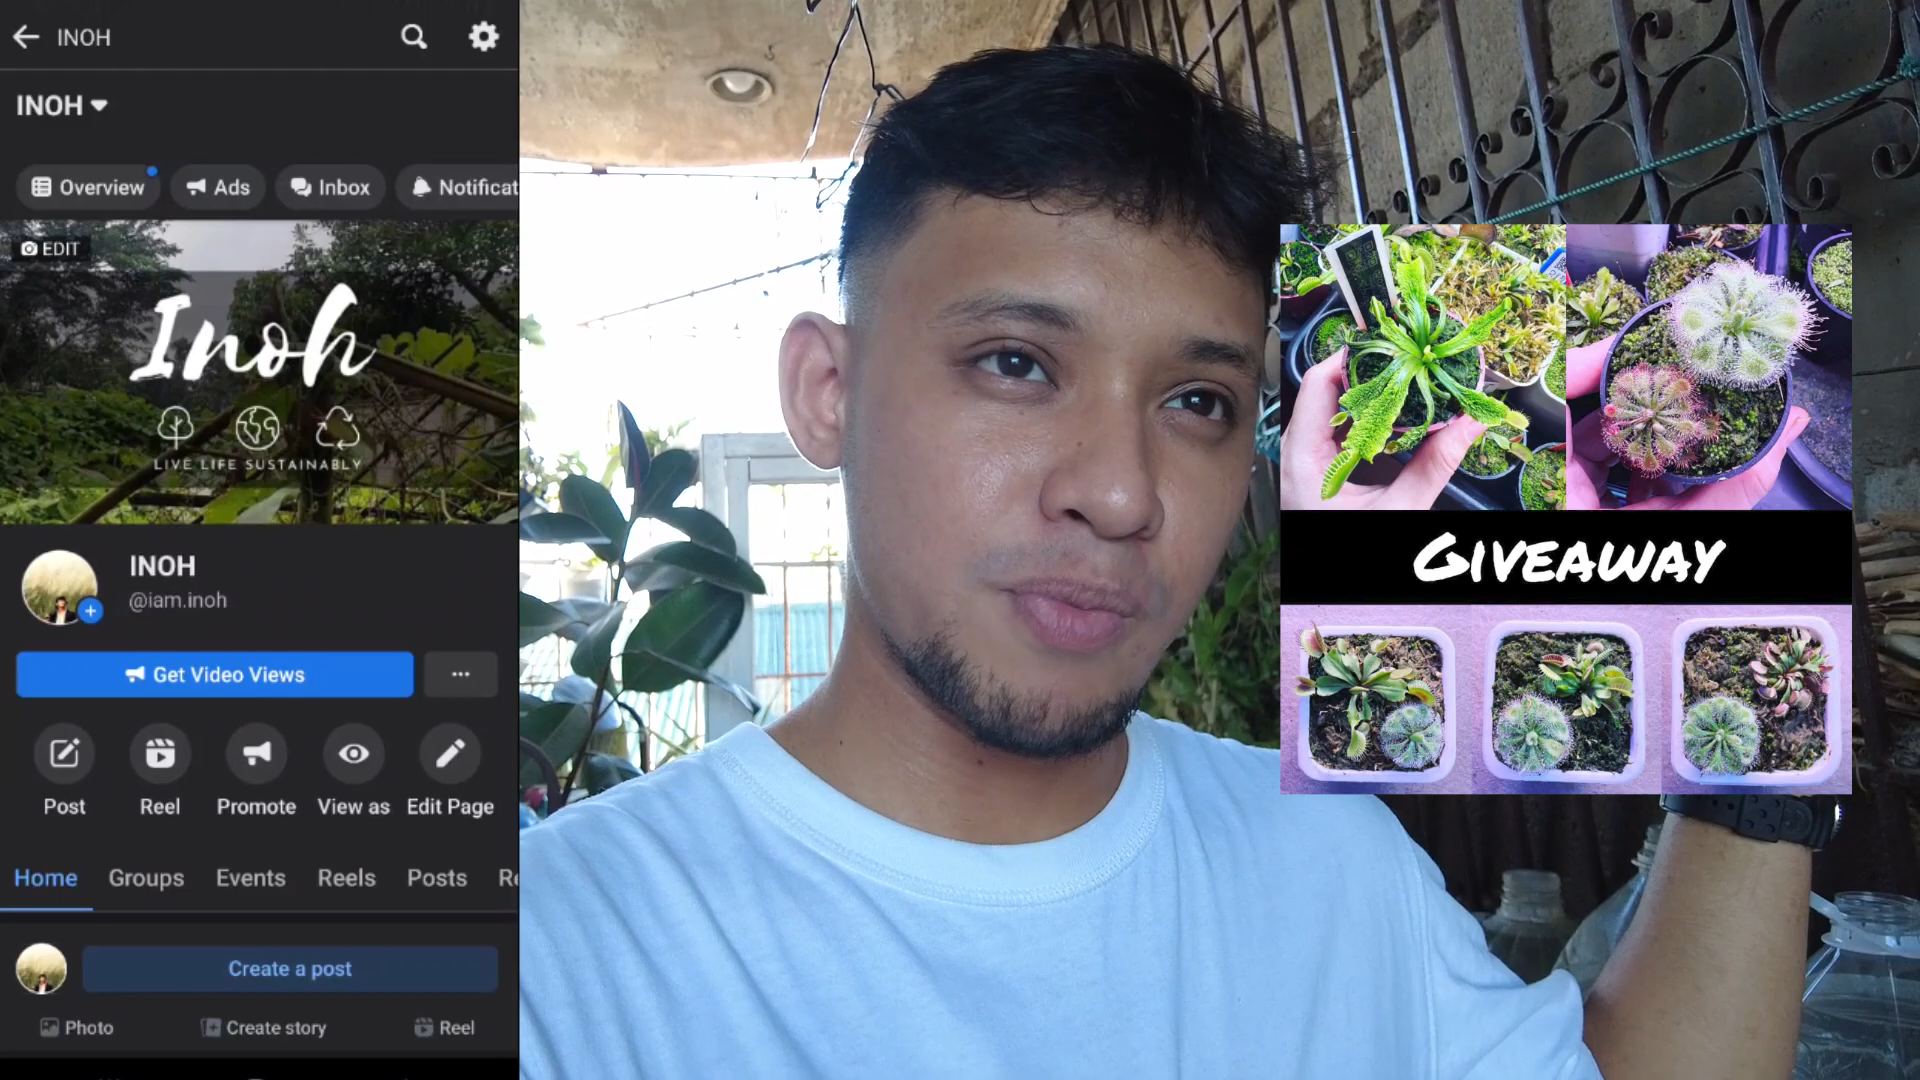 INOH
INOH
Overview
Ads
Inbox
Notificat
EDIT
Inoh
LIVE LIFE SUSTAINABLY
INOH
@iam.inoh
Get Video Views
Post
Reel
Promote
View as
Edit Page
Home
Groups
Events
Reels
Posts
Re
Create a post
Photo
Create story
Reel
GIVEAWAY